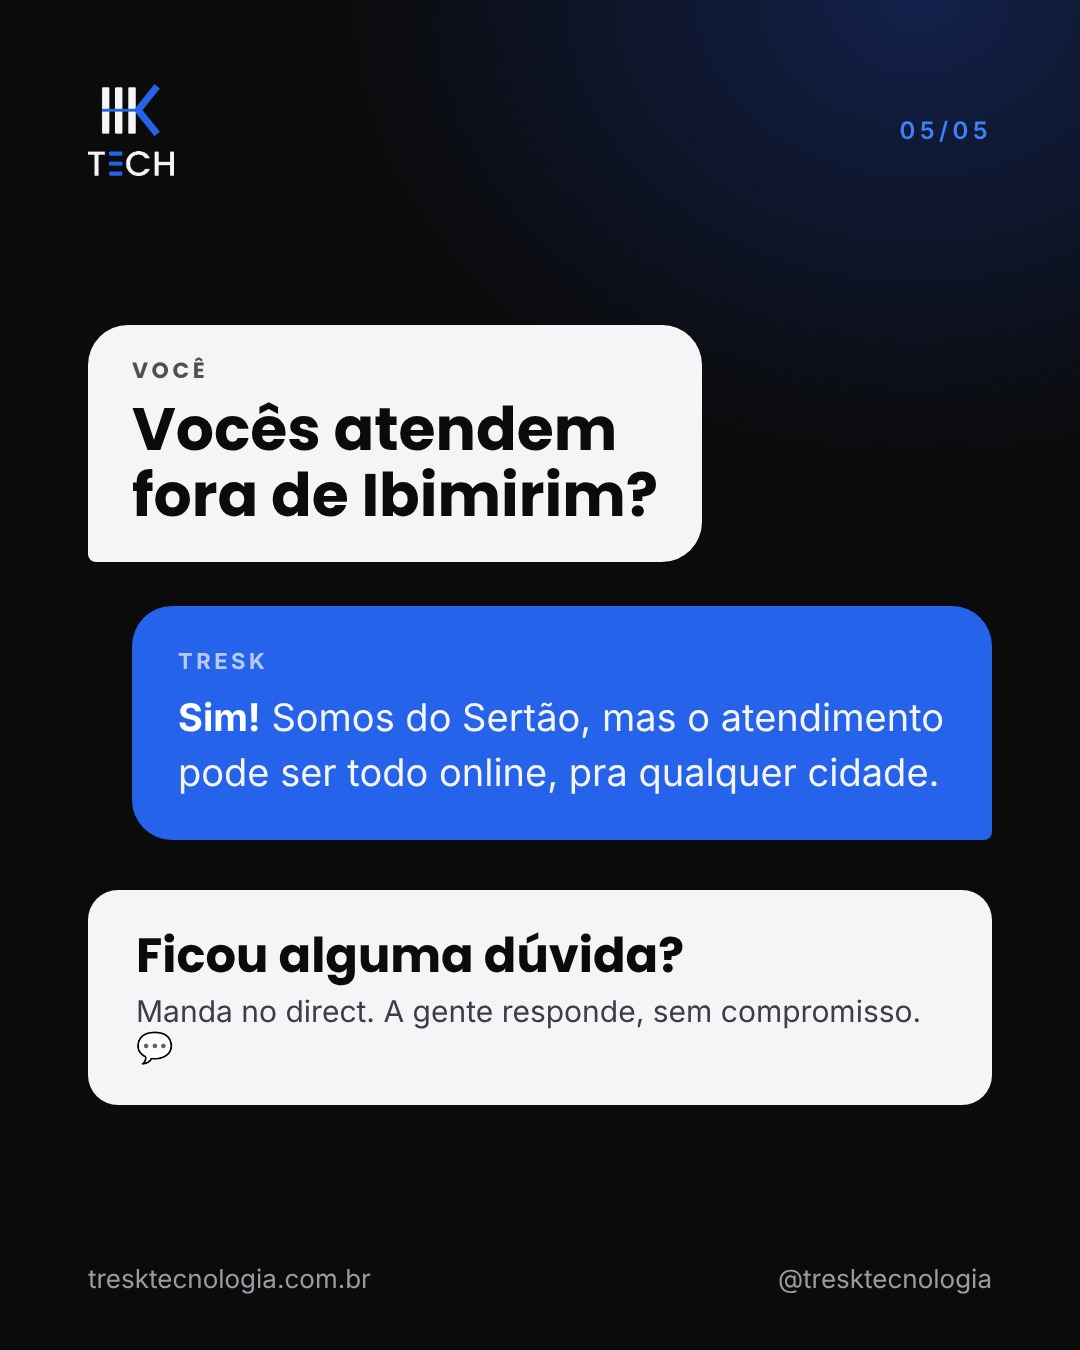 TECH
05/05
VOCÊ
Vocês atendem
fora de Ibimirim?
TRESK
Sim! Somos do Sertão, mas o atendimento
pode ser todo online, pra qualquer cidade.
Ficou alguma dúvida?
Manda no direct. A gente responde, sem compromisso.
💬
tresktecnologia.com.br
@tresktecnologia